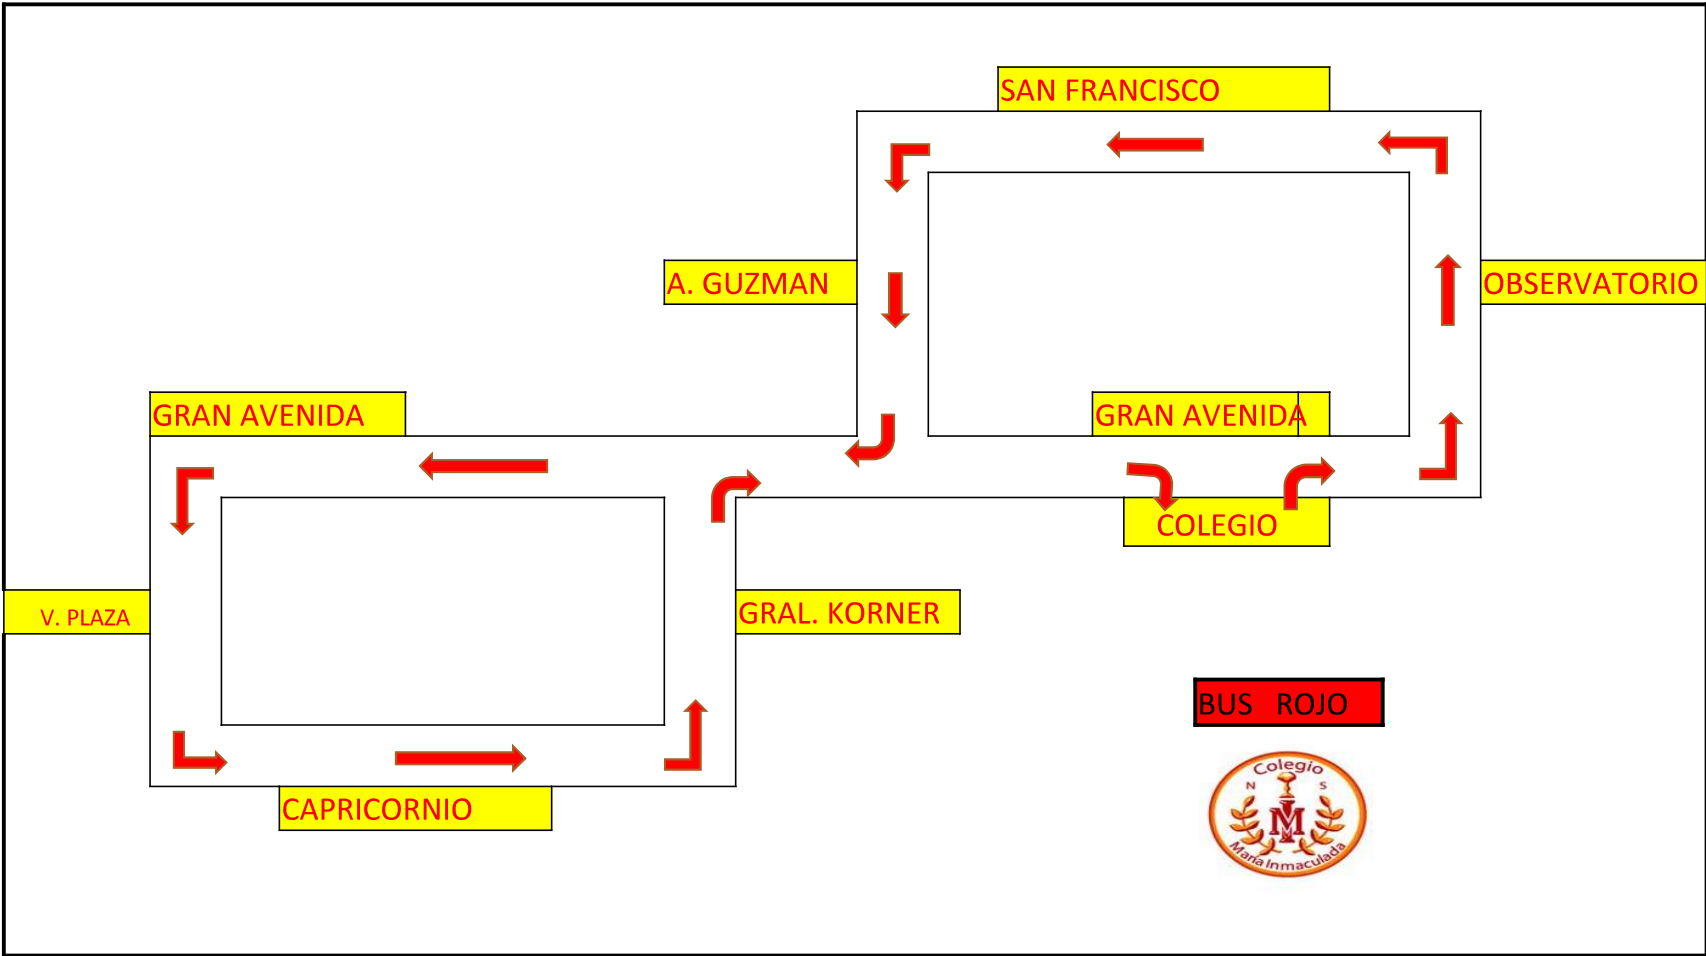 SAN FRANCISCO
A. GUZMAN
OBSERVATORIO
GRAN AVENIDA
GRAN AVENIDA
COLEGIO
V. PLAZA
GRAL. KORNER
BUS ROJO
CAPRICORNIO
Colegio
N S
M
María Inmaculada